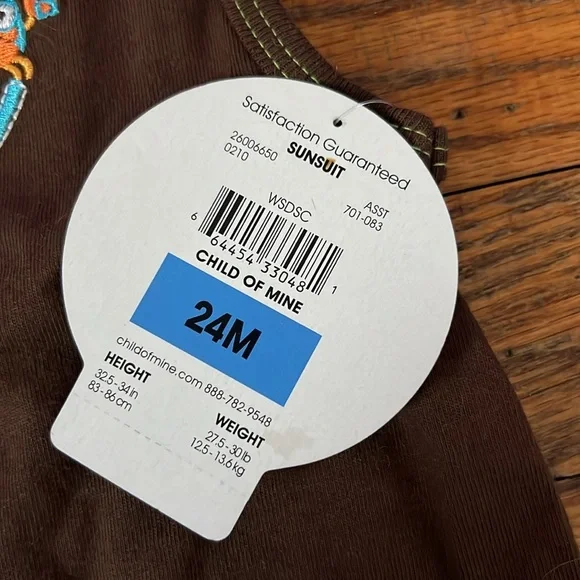 Satisfaction Guaranteed
SUNSUIT
26006650
0210
ASST
701-083
WSDSC
6 64454 33048 1
CHILD OF MINE
24M
childofmine.com 888-782-9548
HEIGHT
32.5-34 in
83-86 cm
WEIGHT
27.5-30 lb
12.5-13.6 kg